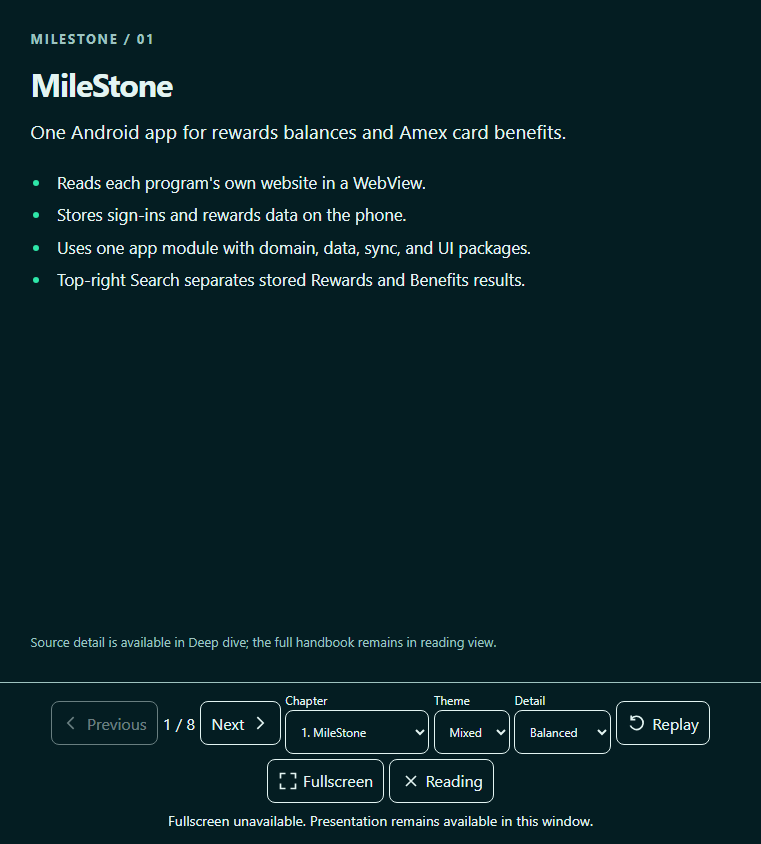 MILESTONE / 01
MileStone
One Android app for rewards balances and Amex card benefits.
Reads each program's own website in a WebView.
Stores sign-ins and rewards data on the phone.
Uses one app module with domain, data, sync, and UI packages.
Top-right Search separates stored Rewards and Benefits results.
Source detail is available in Deep dive; the full handbook remains in reading view.
Chapter Theme Detail
Previous 1 / 8 Next 1. MileStone Mixed Balanced Replay
Fullscreen Reading
Fullscreen unavailable. Presentation remains available in this window.